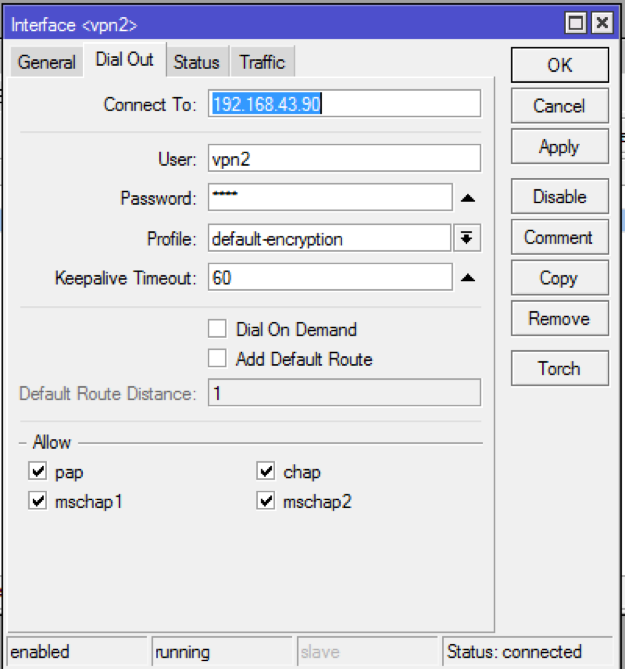 Interface <vpn2>
General Dial Out Status Traffic
OK
Connect To: 192.168.43.90
Cancel
Apply
User: vpn2
Password: ****
Disable
Profile: default-encryption
Comment
Keepalive Timeout: 60
Copy
Remove
Dial On Demand
Add Default Route
Torch
Default Route Distance: 1
Allow
pap chap
mschap1 mschap2
enabled running slave Status: connected